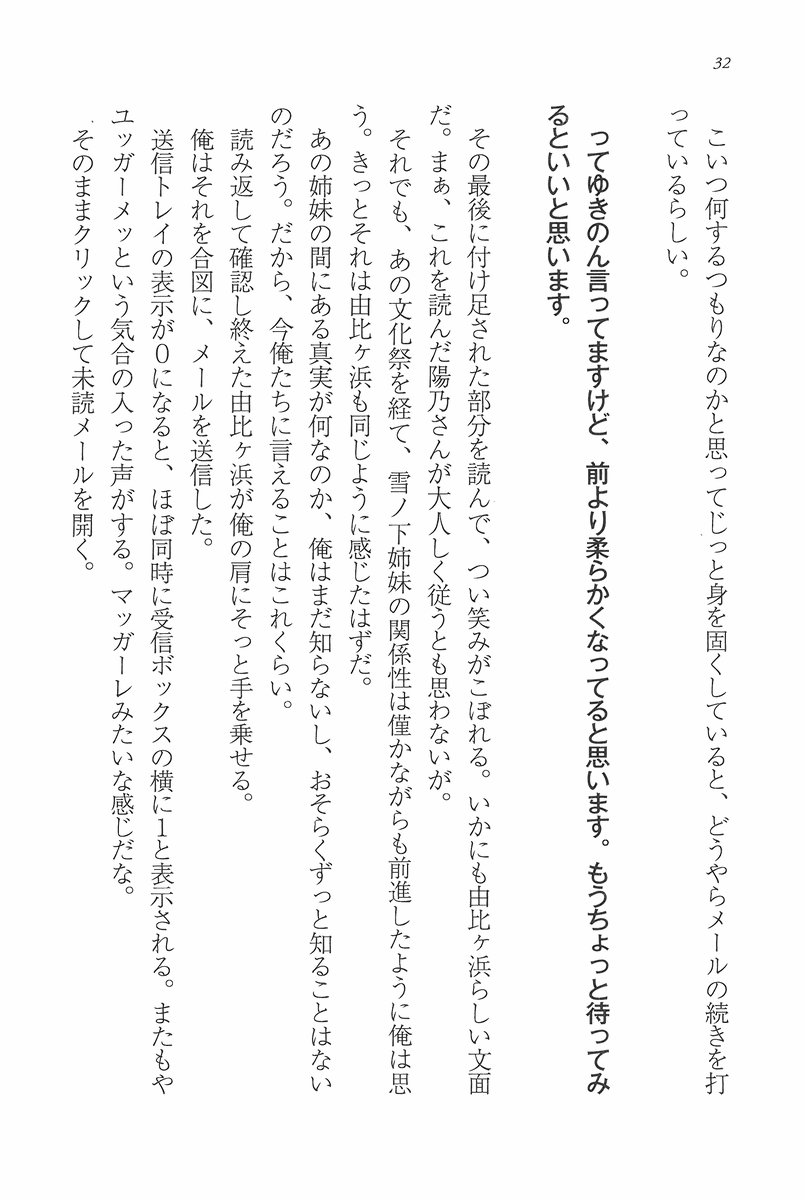 32
こいつ何するつもりなのかと思ってじっと身を固くしていると、どうやらメールの続きを打
っているらしい。
ってゆきのん言ってますけど、前より柔らかくなってると思います。もうちょっと待ってみ
るといいと思います。
その最後に付け足された部分を読んで、つい笑みがこぼれる。いかにも由比ヶ浜らしい文面
だ。まぁ、これを読んだ陽乃さんが大人しく従うとも思わないが。
それでも、あの文化祭を経て、雪ノ下姉妹の関係性は僅かながらも前進したように俺は思
う。きっとそれは由比ヶ浜も同じように感じたはずだ。
あの姉妹の間にある真実が何なのか、俺はまだ知らないし、おそらくずっと知ることはない
のだろう。だから、今俺たちに言えることはこれくらい。
読み返して確認し終えた由比ヶ浜が俺の肩にそっと手を乗せる。
俺はそれを合図に、メールを送信した。
送信トレイの表示が０になると、ほぼ同時に受信ボックスの横に１と表示される。またもや
ユッガーメッという気合の入った声がする。マッガーレみたいな感じだな。
そのままクリックして未読メールを開く。